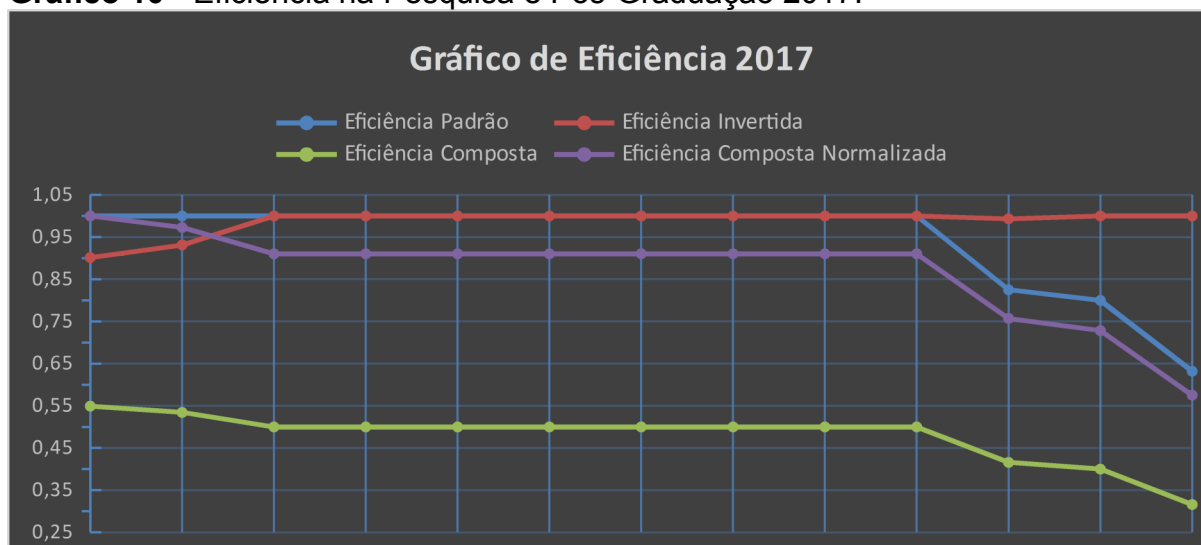 Gráfico de Eficiência 2017
Eficiência Padrão
Eficiência Invertida
Eficiência Composta
Eficiência Composta Normalizada
1,05
0,95
0,85
0,75
0,65
0,55
0,45
0,35
0,25